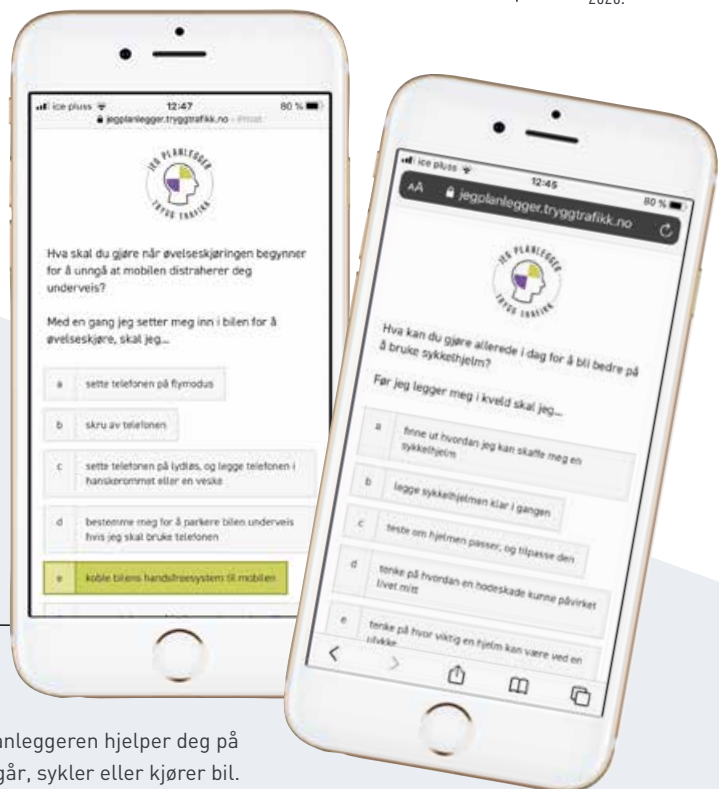 2020.
ice pluss 12:47 80 %
jegplanlegger.tryggtrafikk.no – Privat
JEG PLANLEGGER
TRYGG TRAFIKK
Hva skal du gjøre når øvelseskjøringen begynner
for å unngå at mobilen distraherer deg
underveis?
Med en gang jeg setter meg inn i bilen for å
øvelseskjøre, skal jeg...
a sette telefonen på flymodus
b skru av telefonen
c sette telefonen på lydløs, og legge telefonen i
hanskerommet eller en veske
d bestemme meg for å parkere bilen underveis
hvis jeg skal bruke telefonen
e koble bilens handsfreesystem til mobilen
ice pluss 12:45 80 %
AA jegplanlegger.tryggtrafikk.no
JEG PLANLEGGER
TRYGG TRAFIKK
Hva kan du gjøre allerede i dag for å bli bedre på
å bruke sykkelhjelm?
Før jeg legger meg i kveld skal jeg...
a finne ut hvordan jeg kan skaffe meg en
sykkelhjelm
b legge sykkelhjelmen klar i gangen
c teste om hjelmen passer, og tilpasse den
d tenke på hvordan en hodeskade kunne påvirket
livet mitt
e tenke på hvor viktig en hjelm kan være ved en
ulykke
anleggeren hjelper deg på
går, sykler eller kjører bil.